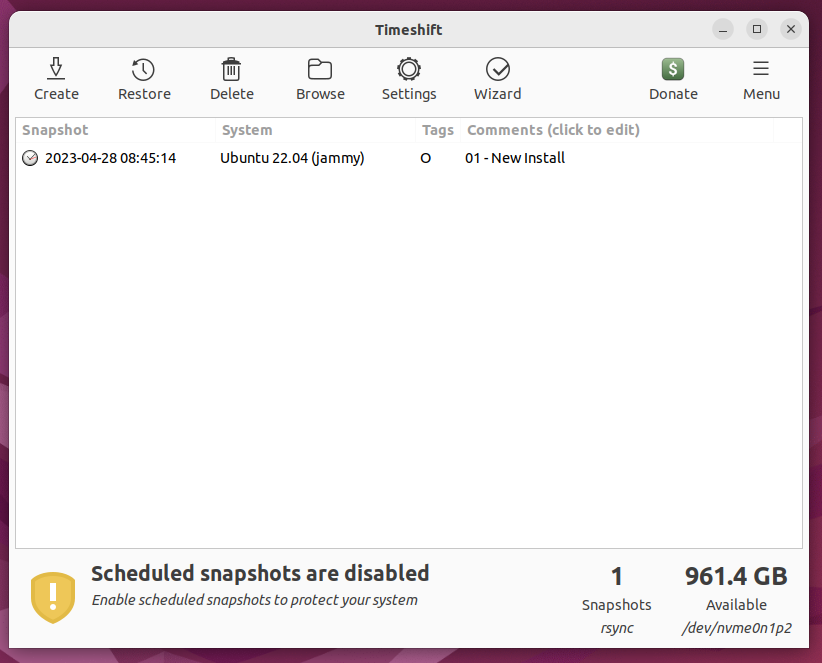 Timeshift
Create Restore Delete Browse Settings Wizard $ Donate Menu
Snapshot System Tags Comments (click to edit)
2023-04-28 08:45:14 Ubuntu 22.04 (jammy) O 01 - New Install
Scheduled snapshots are disabled
Enable scheduled snapshots to protect your system
1 961.4 GB
Snapshots Available
rsync /dev/nvme0n1p2